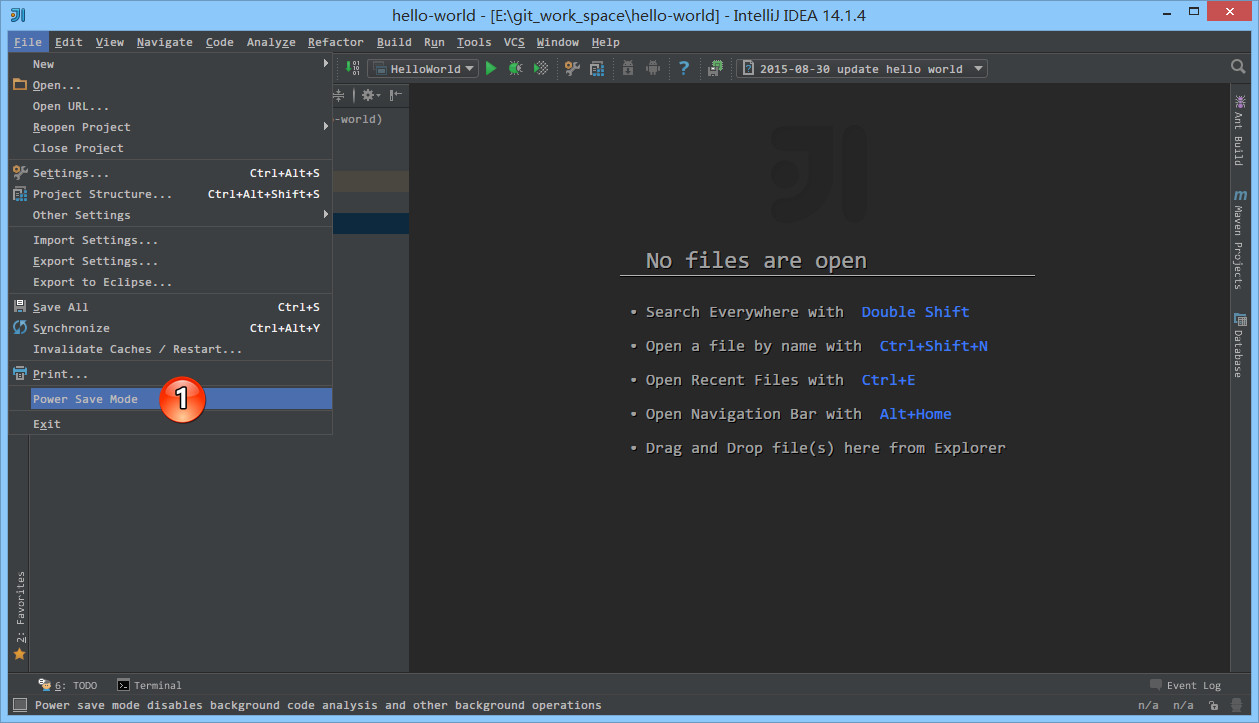 hello-world - [E:\git_work_space\hello-world] - IntelliJ IDEA 14.1.4
File Edit View Navigate Code Analyze Refactor Build Run Tools VCS Window Help
HelloWorld
2015-08-30 update hello world
New
Open...
Open URL...
Reopen Project
Close Project
Settings... Ctrl+Alt+S
Project Structure... Ctrl+Alt+Shift+S
Other Settings
Import Settings...
Export Settings...
Export to Eclipse...
Save All Ctrl+S
Synchronize Ctrl+Alt+Y
Invalidate Caches / Restart...
Print...
Power Save Mode 1
Exit
-world)
No files are open
• Search Everywhere with Double Shift
• Open a file by name with Ctrl+Shift+N
• Open Recent Files with Ctrl+E
• Open Navigation Bar with Alt+Home
• Drag and Drop file(s) here from Explorer
Ant Build
m Maven Projects
Database
2: Favorites
6: TODO
Terminal
Event Log
Power save mode disables background code analysis and other background operations
n/a n/a